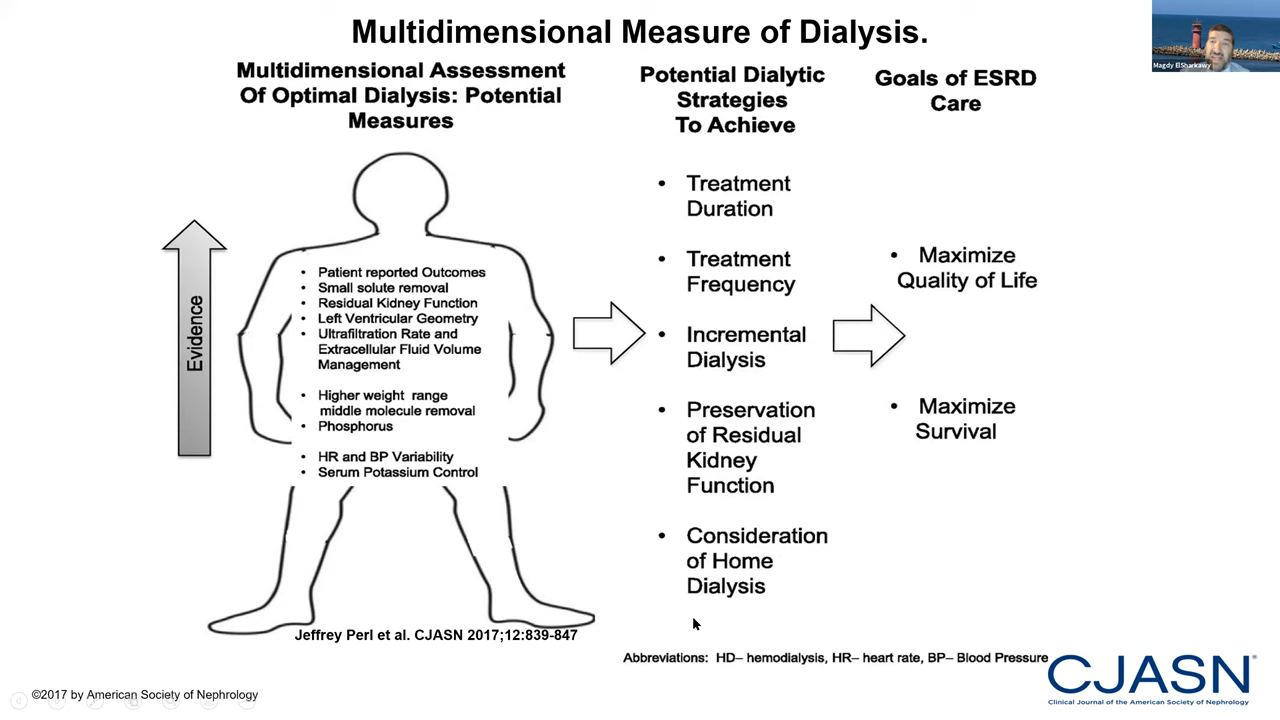 Multidimensional Measure of Dialysis.
Magdy ElSharkawy
Multidimensional Assessment
Of Optimal Dialysis: Potential
Measures
Evidence
• Patient reported Outcomes
• Small solute removal
• Residual Kidney Function
• Left Ventricular Geometry
• Ultrafiltration Rate and
Extracellular Fluid Volume
Management
• Higher weight range
middle molecule removal
• Phosphorus
• HR and BP Variability
• Serum Potassium Control
Potential Dialytic
Strategies
To Achieve
• Treatment
Duration
• Treatment
Frequency
• Incremental
Dialysis
• Preservation
of Residual
Kidney
Function
• Consideration
of Home
Dialysis
Goals of ESRD
Care
• Maximize
Quality of Life
• Maximize
Survival
Jeffrey Perl et al. CJASN 2017;12:839-847
Abbreviations: HD– hemodialysis, HR– heart rate, BP– Blood Pressure
CJASN®
Clinical Journal of the American Society of Nephrology
©2017 by American Society of Nephrology